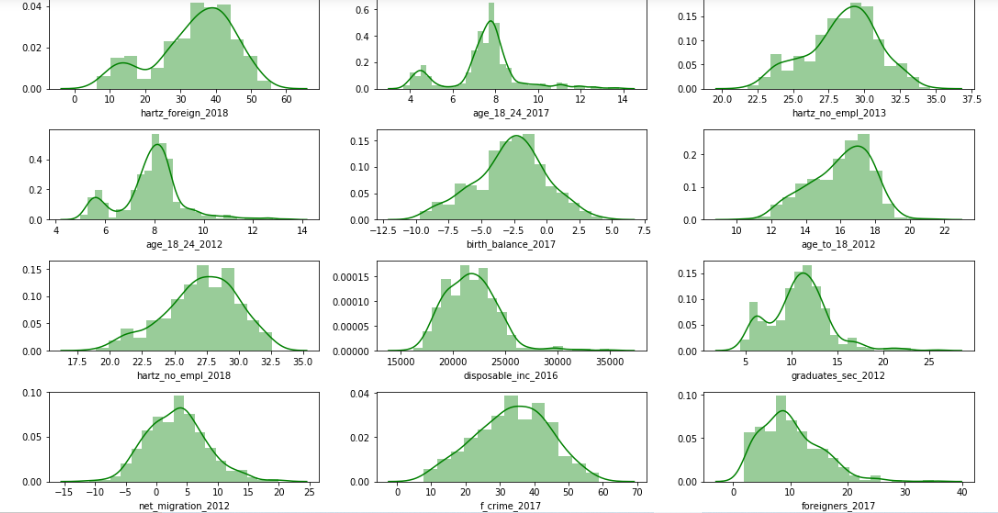 0.04
0.02
0.00
0 10 20 30 40 50 60
hartz_foreign_2018
0.6
0.4
0.2
0.0
4 6 8 10 12 14
age_18_24_2017
0.15
0.10
0.05
0.00
20.0 22.5 25.0 27.5 30.0 32.5 35.0 37.5
hartz_no_empl_2013
0.4
0.2
0.0
4 6 8 10 12 14
age_18_24_2012
0.15
0.10
0.05
0.00
−12.5 −10.0 −7.5 −5.0 −2.5 0.0 2.5 5.0 7.5
birth_balance_2017
0.2
0.1
0.0
10 12 14 16 18 20 22
age_to_18_2012
0.15
0.10
0.05
0.00
17.5 20.0 22.5 25.0 27.5 30.0 32.5 35.0
hartz_no_empl_2018
0.00015
0.00010
0.00005
0.00000
15000 20000 25000 30000 35000
disposable_inc_2016
0.15
0.10
0.05
0.00
5 10 15 20 25
graduates_sec_2012
0.10
0.05
0.00
−15 −10 −5 0 5 10 15 20 25
net_migration_2012
0.04
0.02
0.00
0 10 20 30 40 50 60 70
f_crime_2017
0.10
0.05
0.00
0 10 20 30 40
foreigners_2017